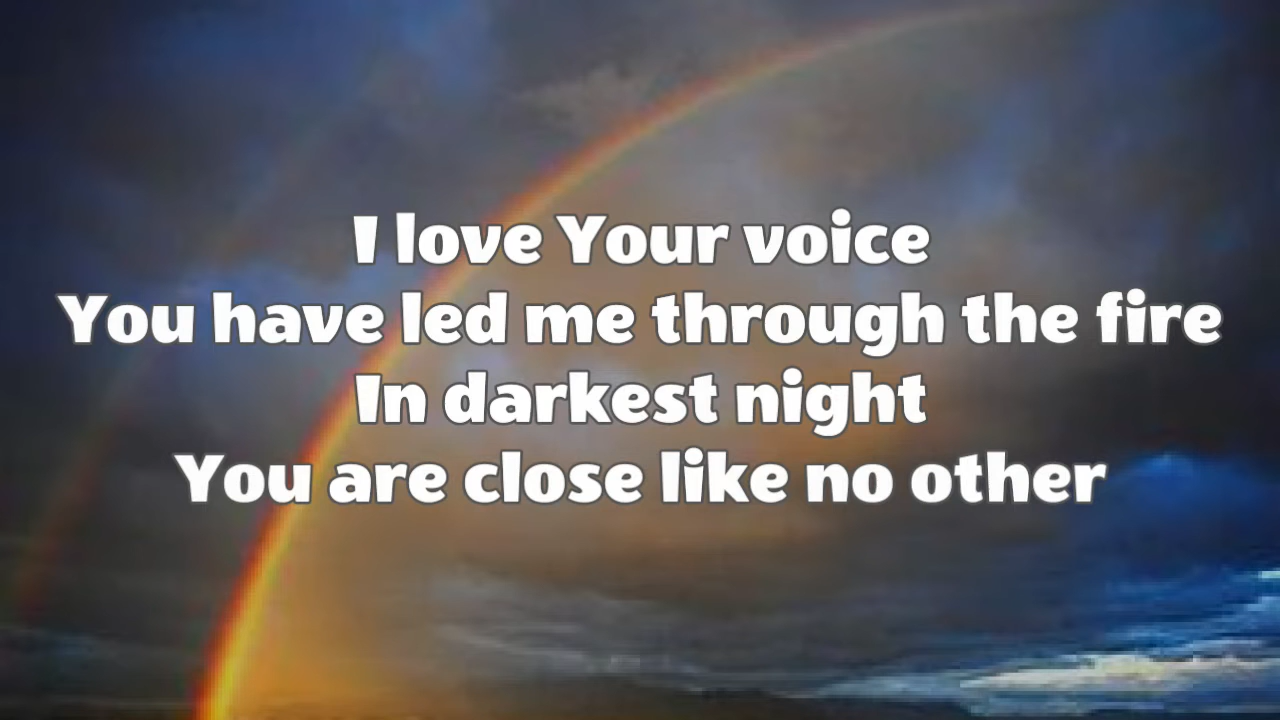 I love Your voice
You have led me through the fire
In darkest night
You are close like no other